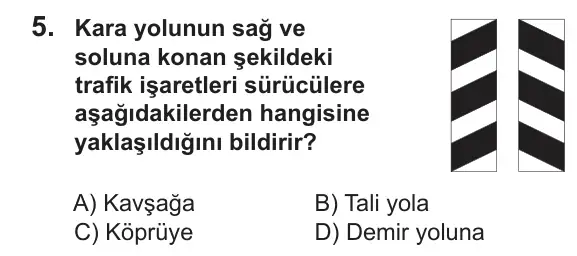 5. Kara yolunun sağ ve
soluna konan şekildeki
trafik işaretleri sürücülere
aşağıdakilerden hangisine
yaklaşıldığını bildirir?
A) Kavşağa B) Tali yola
C) Köprüye D) Demir yoluna